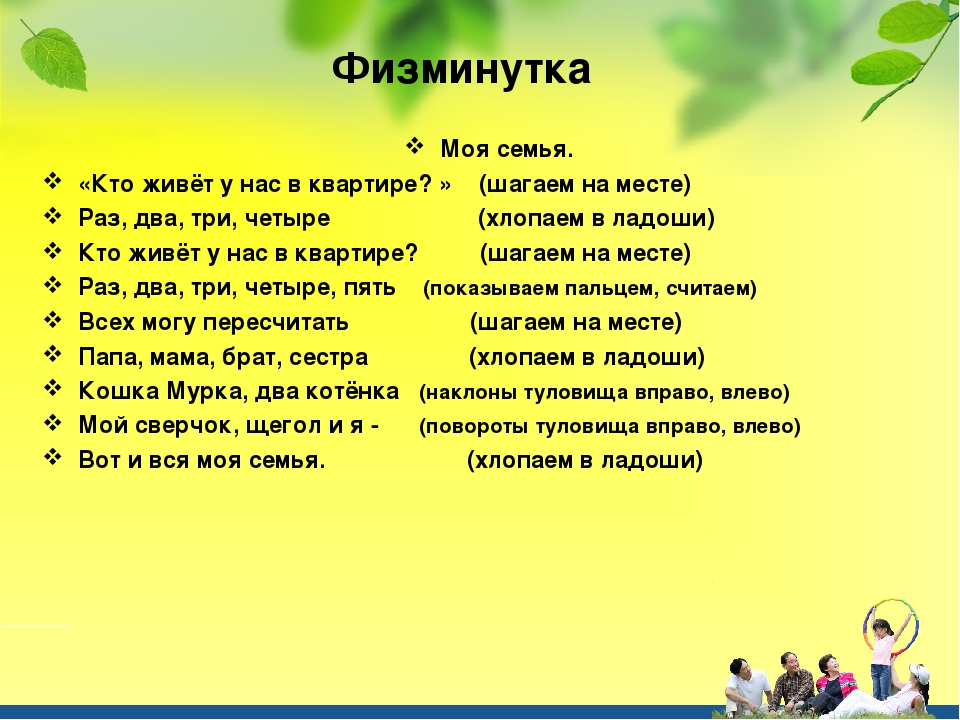 Физминутка
Моя семья.
«Кто живёт у нас в квартире? » (шагаем на месте)
Раз, два, три, четыре (хлопаем в ладоши)
Кто живёт у нас в квартире? (шагаем на месте)
Раз, два, три, четыре, пять (показываем пальцем, считаем)
Всех могу пересчитать (шагаем на месте)
Папа, мама, брат, сестра (хлопаем в ладоши)
Кошка Мурка, два котёнка (наклоны туловища вправо, влево)
Мой сверчок, щегол и я - (повороты туловища вправо, влево)
Вот и вся моя семья. (хлопаем в ладоши)